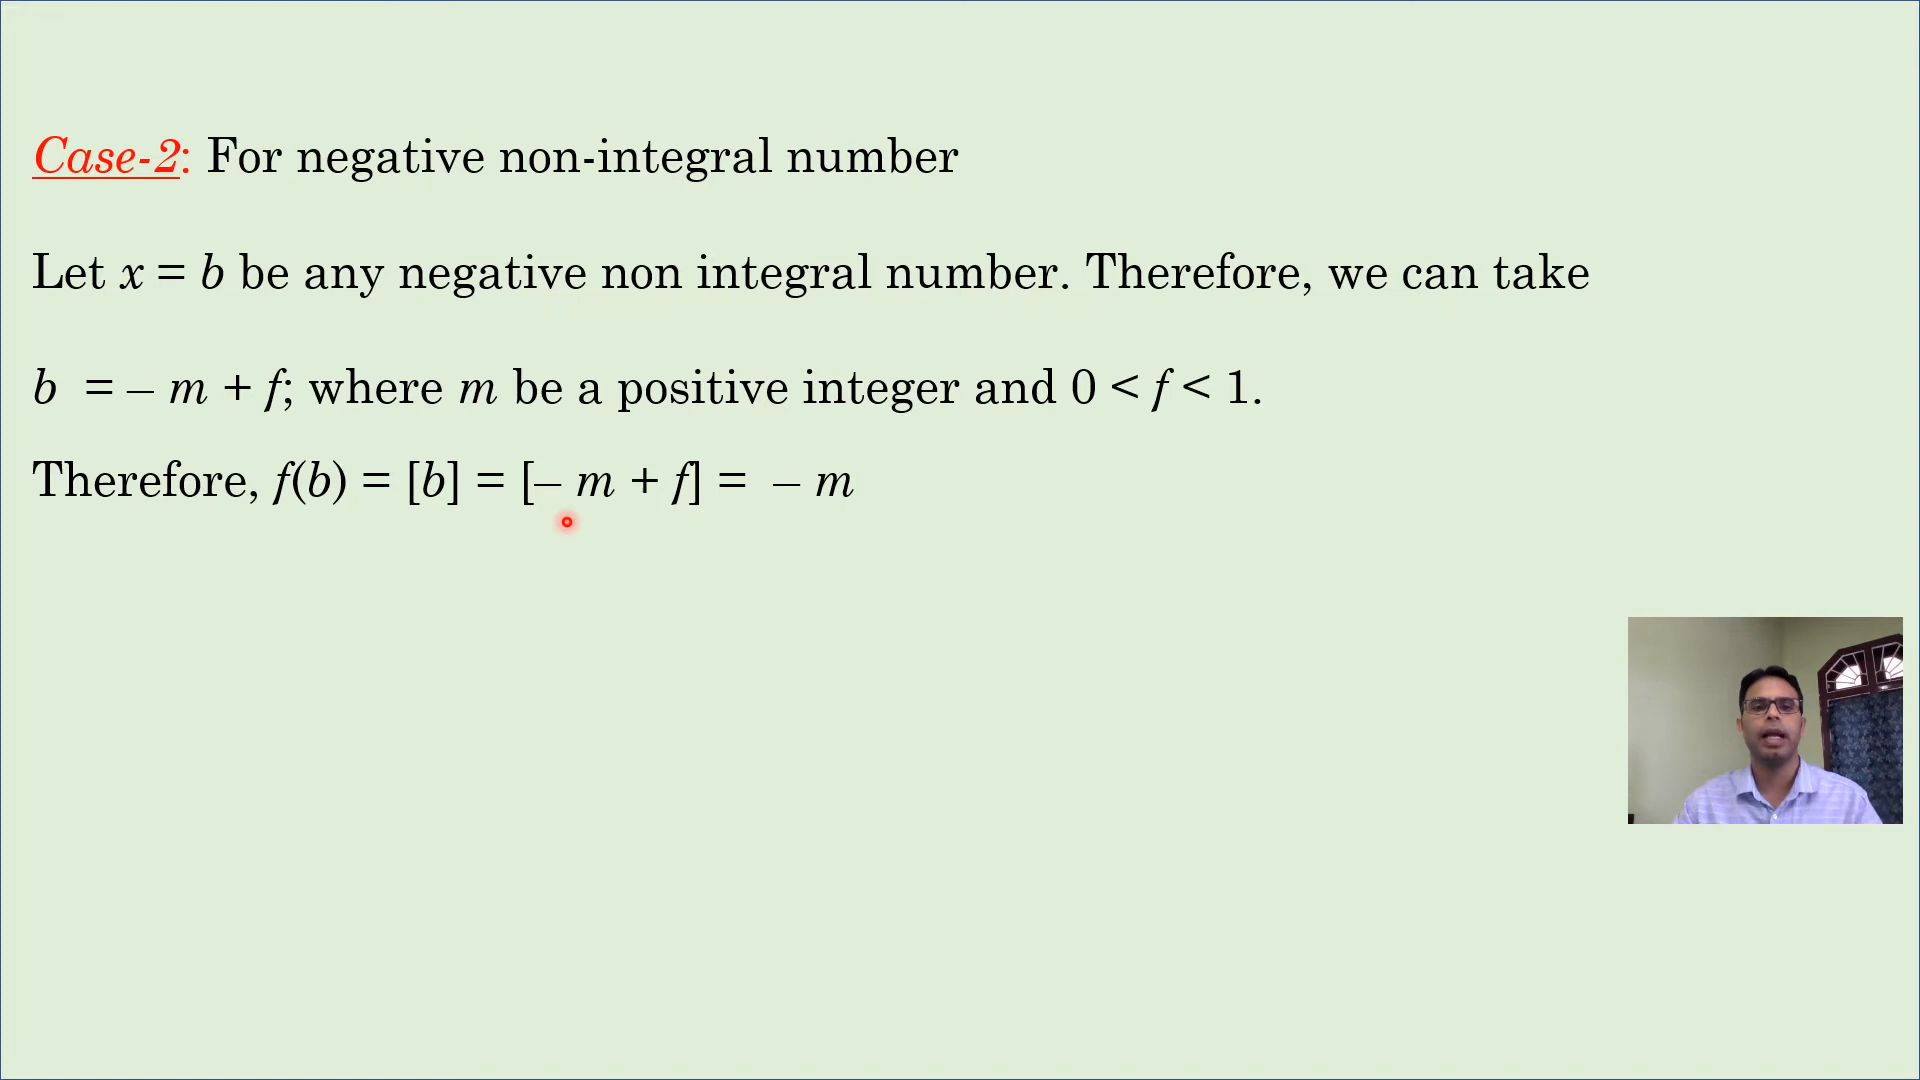 Case-2: For negative non-integral number
Let x = b be any negative non integral number. Therefore, we can take
b = – m + f; where m be a positive integer and 0 < f < 1.
Therefore, f(b) = [b] = [– m + f] = – m